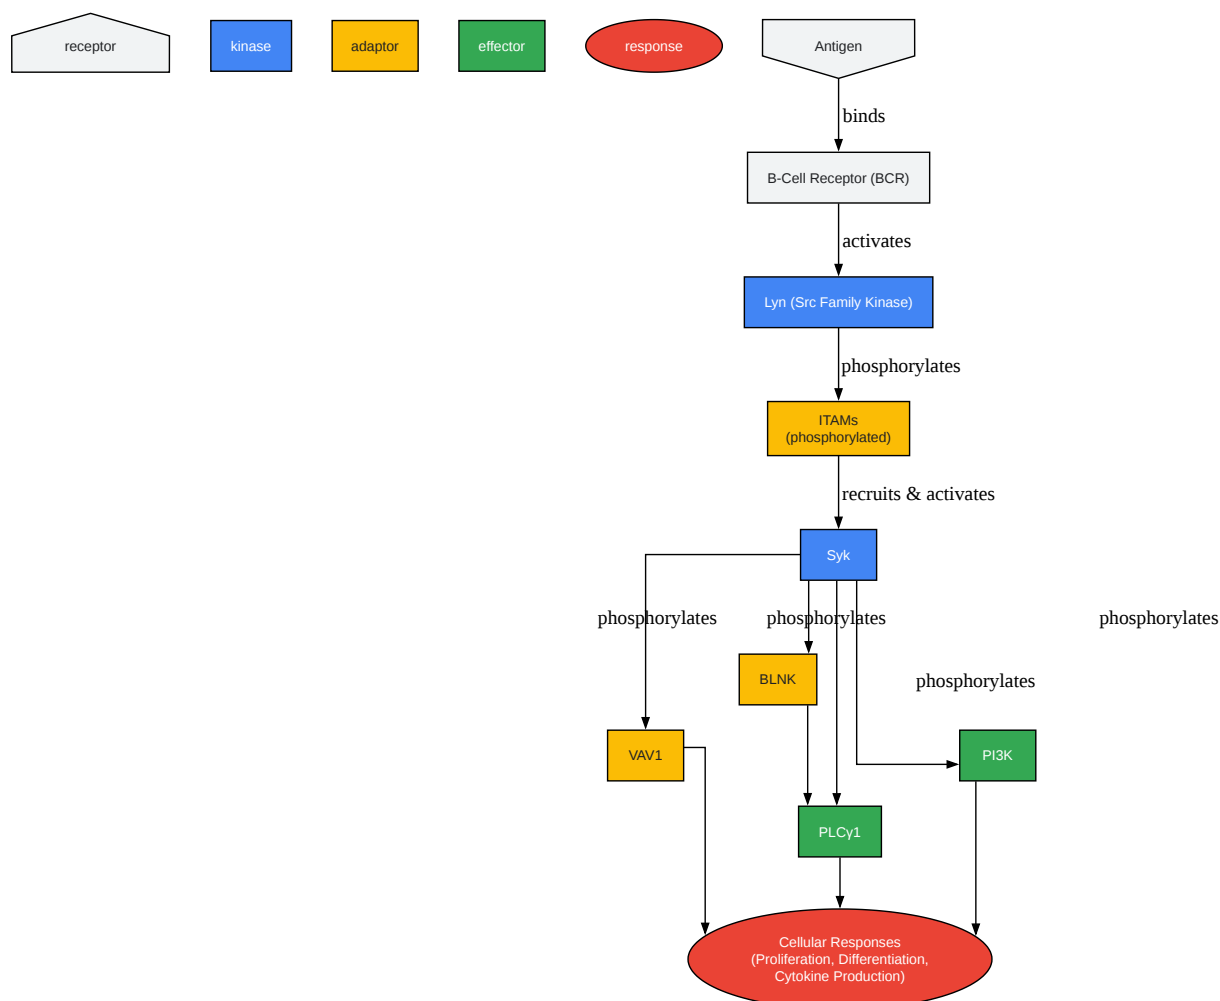 receptor
kinase
adaptor
effector
response
Antigen
binds
B-Cell Receptor (BCR)
activates
Lyn (Src Family Kinase)
phosphorylates
ITAMs
(phosphorylated)
recruits & activates
Syk
phosphorylates
phosphorylates
phosphorylates
BLNK
phosphorylates
VAV1
PI3K
PLCγ1
Cellular Responses
(Proliferation, Differentiation,
Cytokine Production)